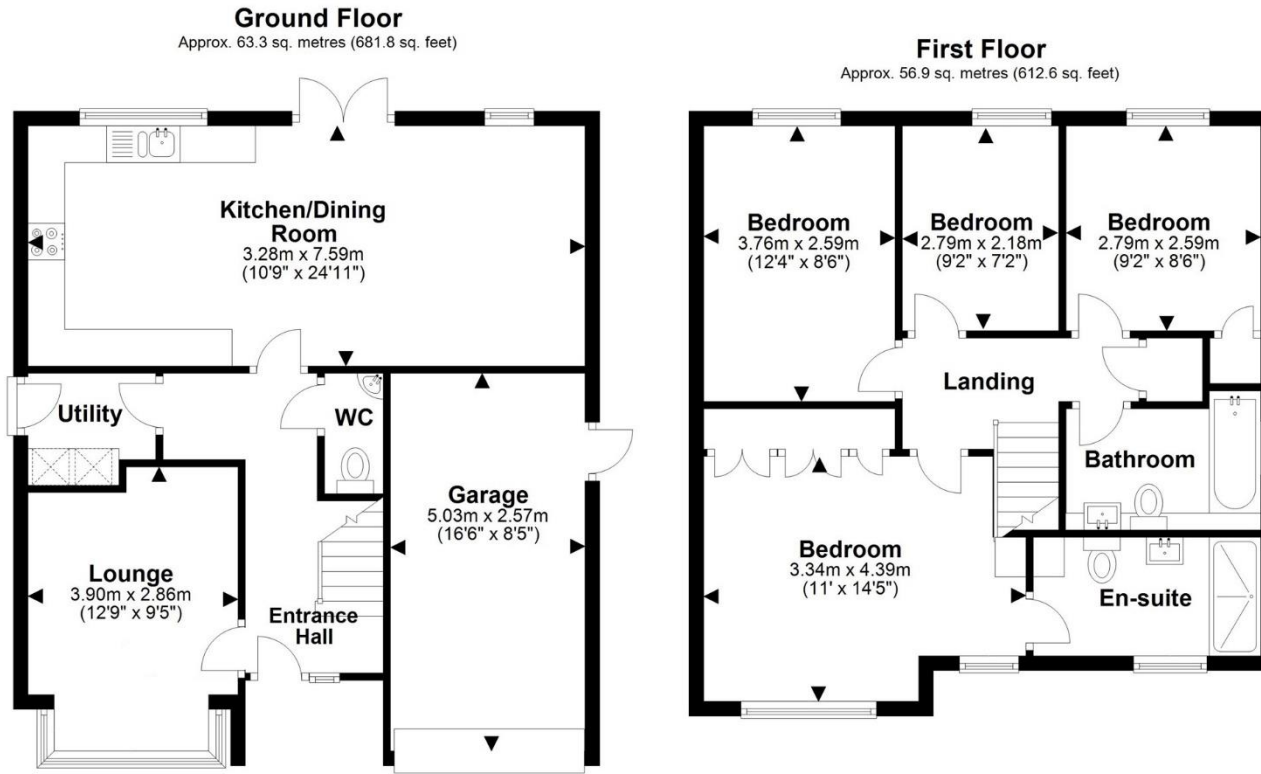 Ground Floor
Approx. 63.3 sq. metres (681.8 sq. feet)
Kitchen/Dining
Room
3.28m x 7.59m
(10'9" x 24'11")
Utility
WC
Garage
5.03m x 2.57m
(16'6" x 8'5")
Lounge
3.90m x 2.86m
(12'9" x 9'5")
Entrance
Hall
First Floor
Approx. 56.9 sq. metres (612.6 sq. feet)
Bedroom
3.76m x 2.59m
(12'4" x 8'6")
Bedroom
2.79m x 2.18m
(9'2" x 7'2")
Bedroom
2.79m x 2.59m
(9'2" x 8'6")
Landing
Bathroom
Bedroom
3.34m x 4.39m
(11' x 14'5")
En-suite